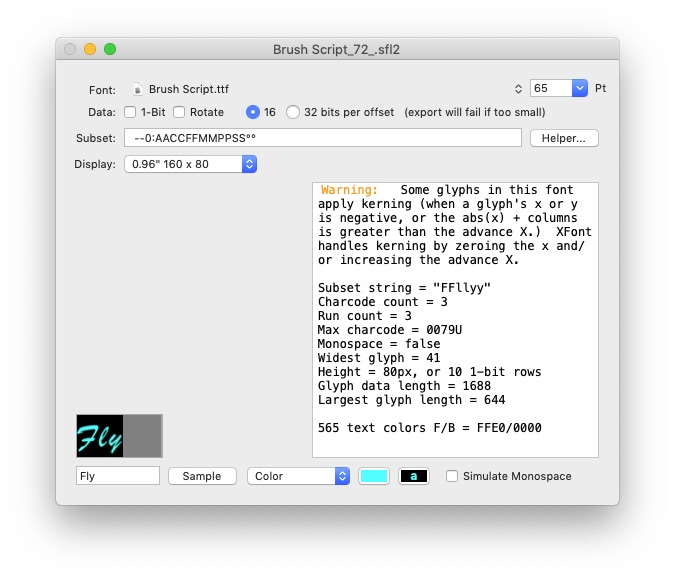 Brush Script_72_.sfl2
Font: Brush Script.ttf 65 Pt
Data: 1-Bit Rotate 16 32 bits per offset (export will fail if too small)
Subset: --0:AACCFFMMPPSS°° Helper...
Display: 0.96" 160 x 80
Warning: Some glyphs in this font
apply kerning (when a glyph's x or y
is negative, or the abs(x) + columns
is greater than the advance X.) XFont
handles kerning by zeroing the x and/
or increasing the advance X.
Subset string = "FFllyy"
Charcode count = 3
Run count = 3
Max charcode = 0079U
Monospace = false
Widest glyph = 41
Height = 80px, or 10 1-bit rows
Glyph data length = 1688
Largest glyph length = 644
565 text colors F/B = FFE0/0000
Fly
Fly Sample Color a Simulate Monospace